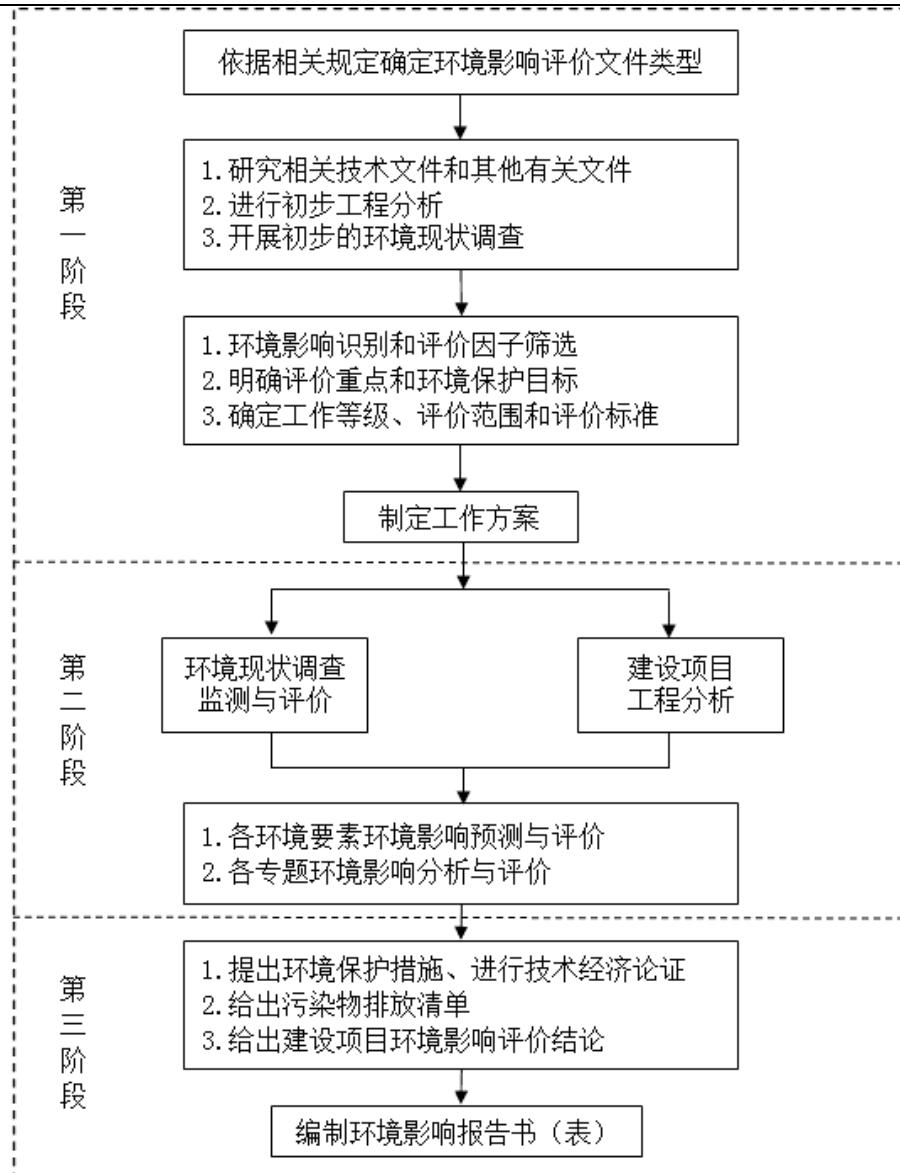 依据相关规定确定环境影响评价文件类型
第一阶段
1.研究相关技术文件和其他有关文件
2.进行初步工程分析
3.开展初步的环境现状调查
1.环境影响识别和评价因子筛选
2.明确评价重点和环境保护目标
3.确定工作等级、评价范围和评价标准
制定工作方案
第二阶段
环境现状调查
监测与评价
建设项目
工程分析
1.各环境要素环境影响预测与评价
2.各专题环境影响分析与评价
第三阶段
1.提出环境保护措施、进行技术经济论证
2.给出污染物排放清单
3.给出建设项目环境影响评价结论
编制环境影响报告书（表）